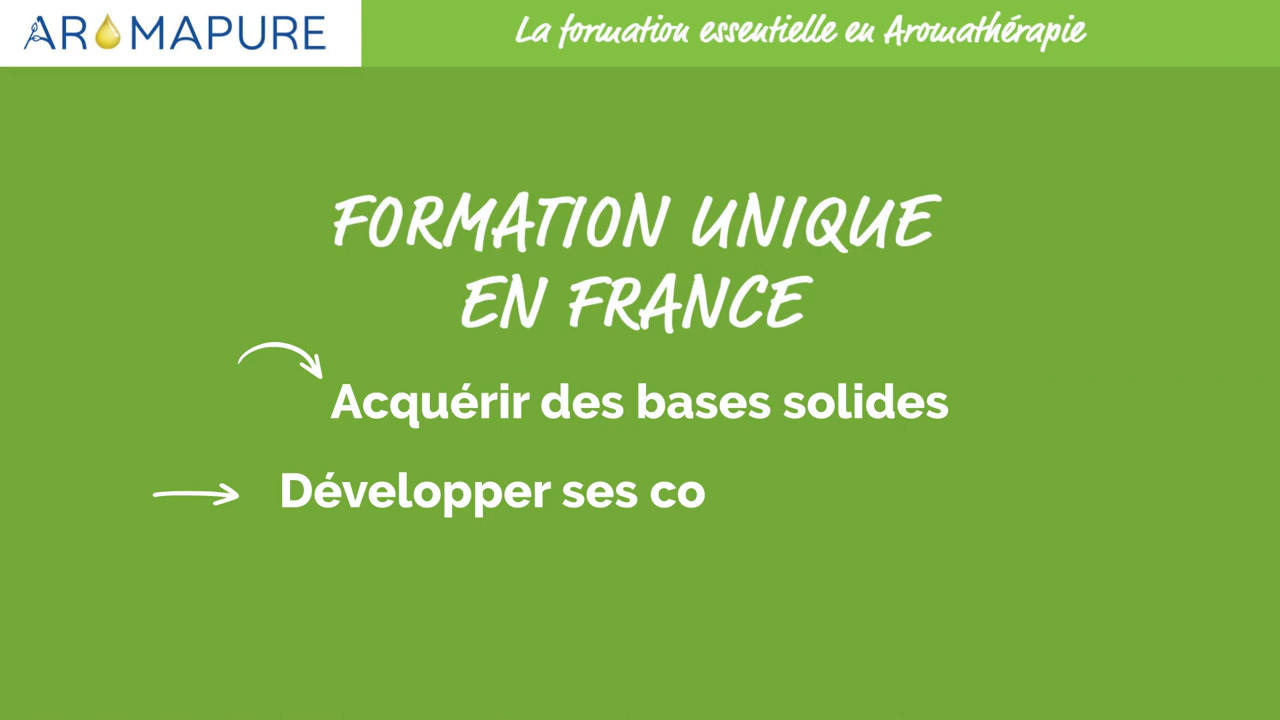 AROMAPURE
La formation essentielle en Aromathérapie
FORMATION UNIQUE
EN FRANCE
Acquérir des bases solides
Développer ses co